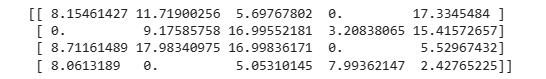 [[ 8.15461427 11.71900256 5.69767802 0. 17.3345484 ]
[ 0. 9.17585758 16.99552181 3.20838065 15.41572657]
[ 8.71161489 17.98340975 16.99836171 0. 5.52967432]
[ 8.0613189 0. 5.05310145 7.99362147 2.42765225]]